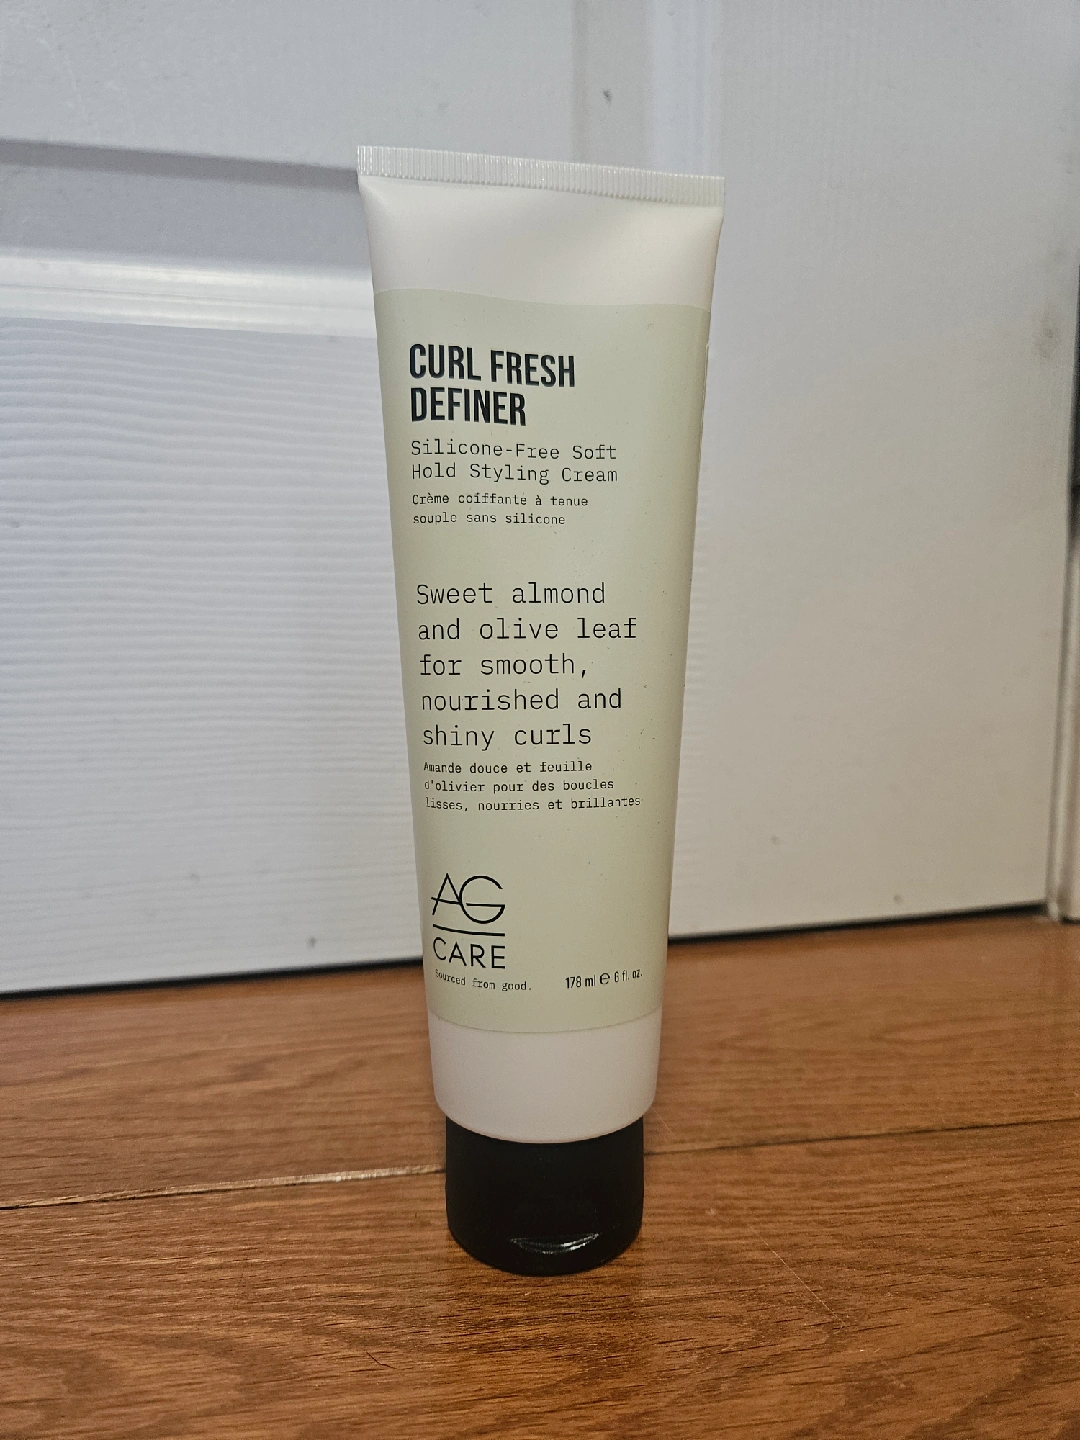 CURL FRESH
DEFINER
Silicone-Free Soft
Hold Styling Cream
Crème coiffante à tenue
souple sans silicone
Sweet almond
and olive leaf
for smooth,
nourished and
shiny curls
Amande douce et feuille
d'olivier pour des boucles
lisses, nourries et brillantes
AG
CARE
Sourced from good.
178 ml ℮ 6 fl. oz.